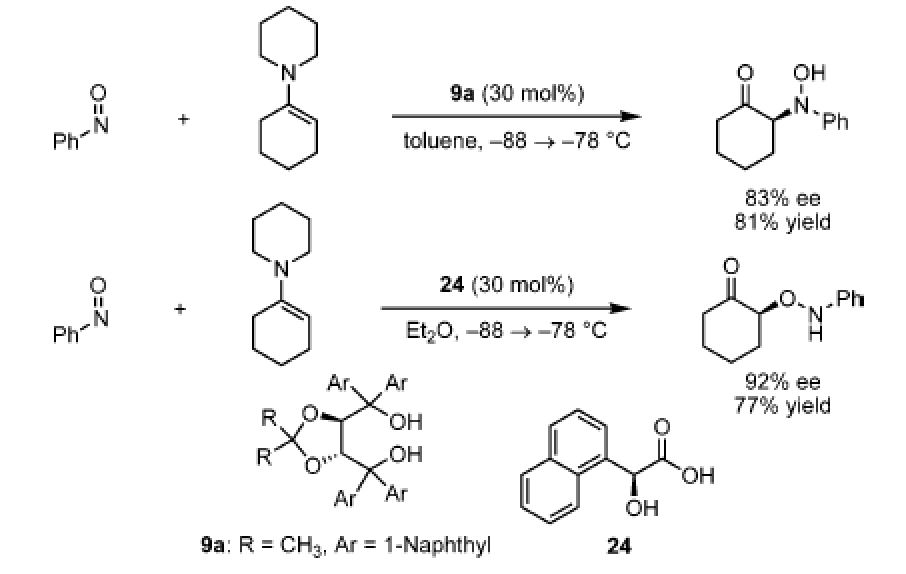 O
N
Ph
+
N
9a (30 mol%)
toluene, –88 → –78 °C
O
OH
N
Ph
83% ee
81% yield
O
N
Ph
+
N
24 (30 mol%)
Et₂O, –88 → –78 °C
O
O
N
H
Ph
92% ee
77% yield
Ar Ar
R
R
O
O
OH
OH
Ar Ar
O
OH
OH
9a: R = CH₃, Ar = 1-Naphthyl
24